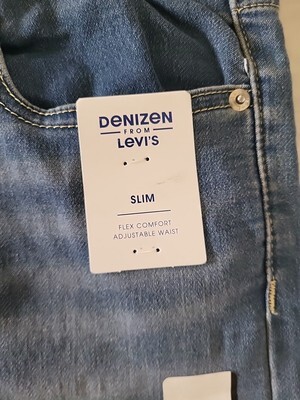 DENIZEN
FROM
LEVI'S
SLIM
FLEX COMFORT
ADJUSTABLE WAIST